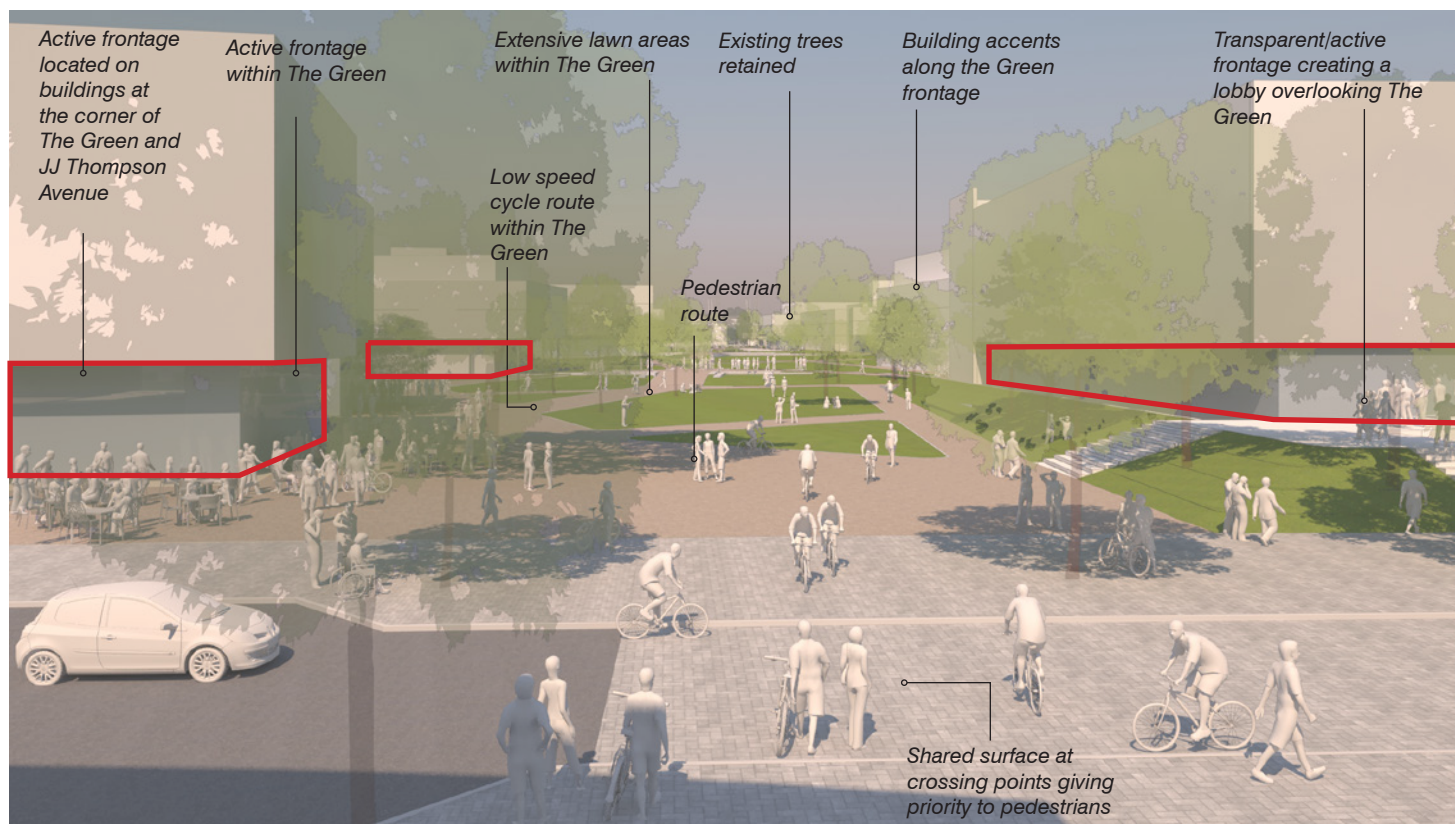 Active frontage
located on
buildings at
the corner of
The Green and
JJ Thompson
Avenue
Active frontage
within The Green
Extensive lawn areas
within The Green
Existing trees
retained
Building accents
along the Green
frontage
Transparent/active
frontage creating a
lobby overlooking The
Green
Low speed
cycle route
within The
Green
Pedestrian
route
Shared surface at
crossing points giving
priority to pedestrians